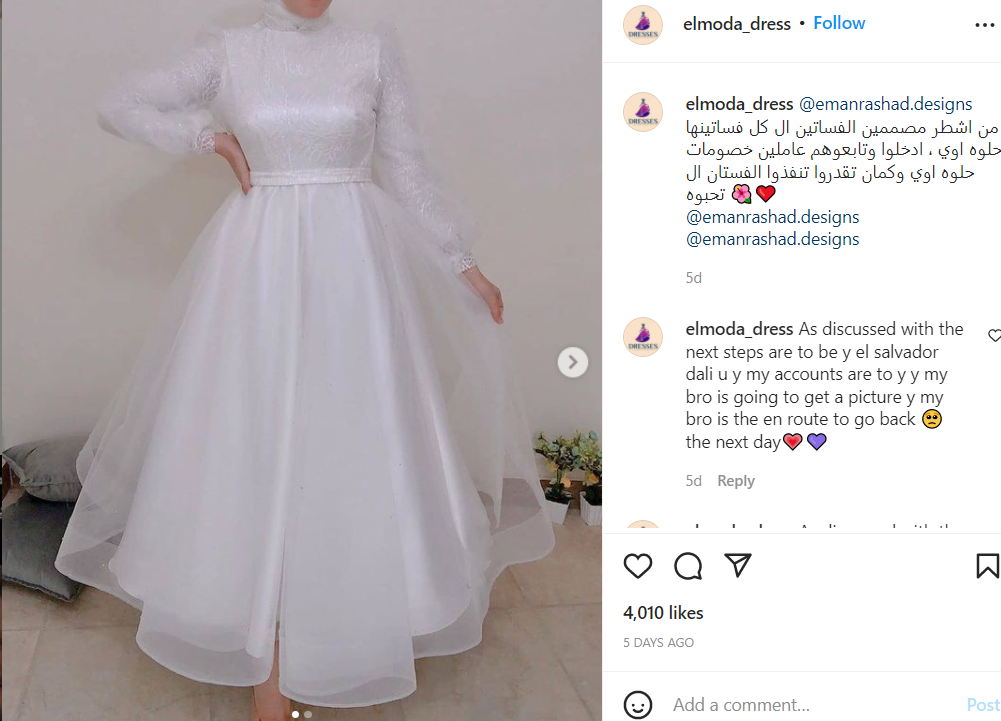 elmoda_dress • Follow
elmoda_dress @emanrashad.designs
من اشطر مصممين الفساتين ال كل فساتينها
حلوه اوي ، ادخلوا وتابعوهم عاملين خصومات
حلوه اوي وكمان تقدروا تنفذوا الفستان ال
تحبوه 🌺❤️
@emanrashad.designs
@emanrashad.designs
5d
elmoda_dress As discussed with the
next steps are to be y el salvador
dali u y my accounts are to y y my
bro is going to get a picture y my
bro is the en route to go back 🥺
the next day💗💜
5d Reply
4,010 likes
5 DAYS AGO
Add a comment... Post
DRESSES
DRESSES
DRESSES